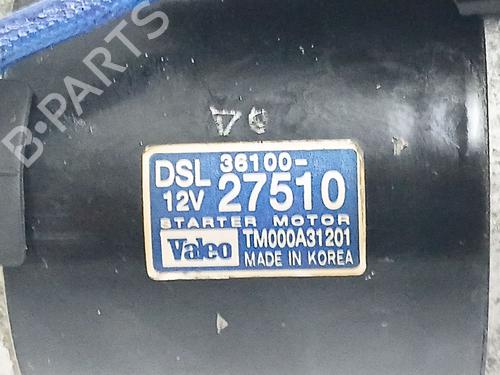 B-PARTS
DSL 36100-
12V 27510
STARTER MOTOR
Valeo TM000A31201
MADE IN KOREA